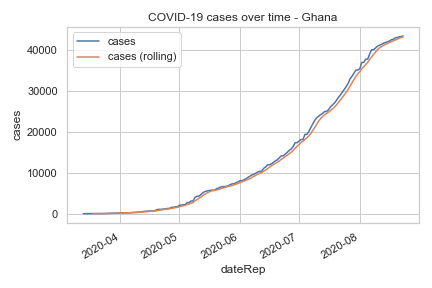 COVID-19 cases over time - Ghana
cases
cases (rolling)
40000
30000
20000
10000
0
cases
2020-04
2020-05
2020-06
2020-07
2020-08
dateRep